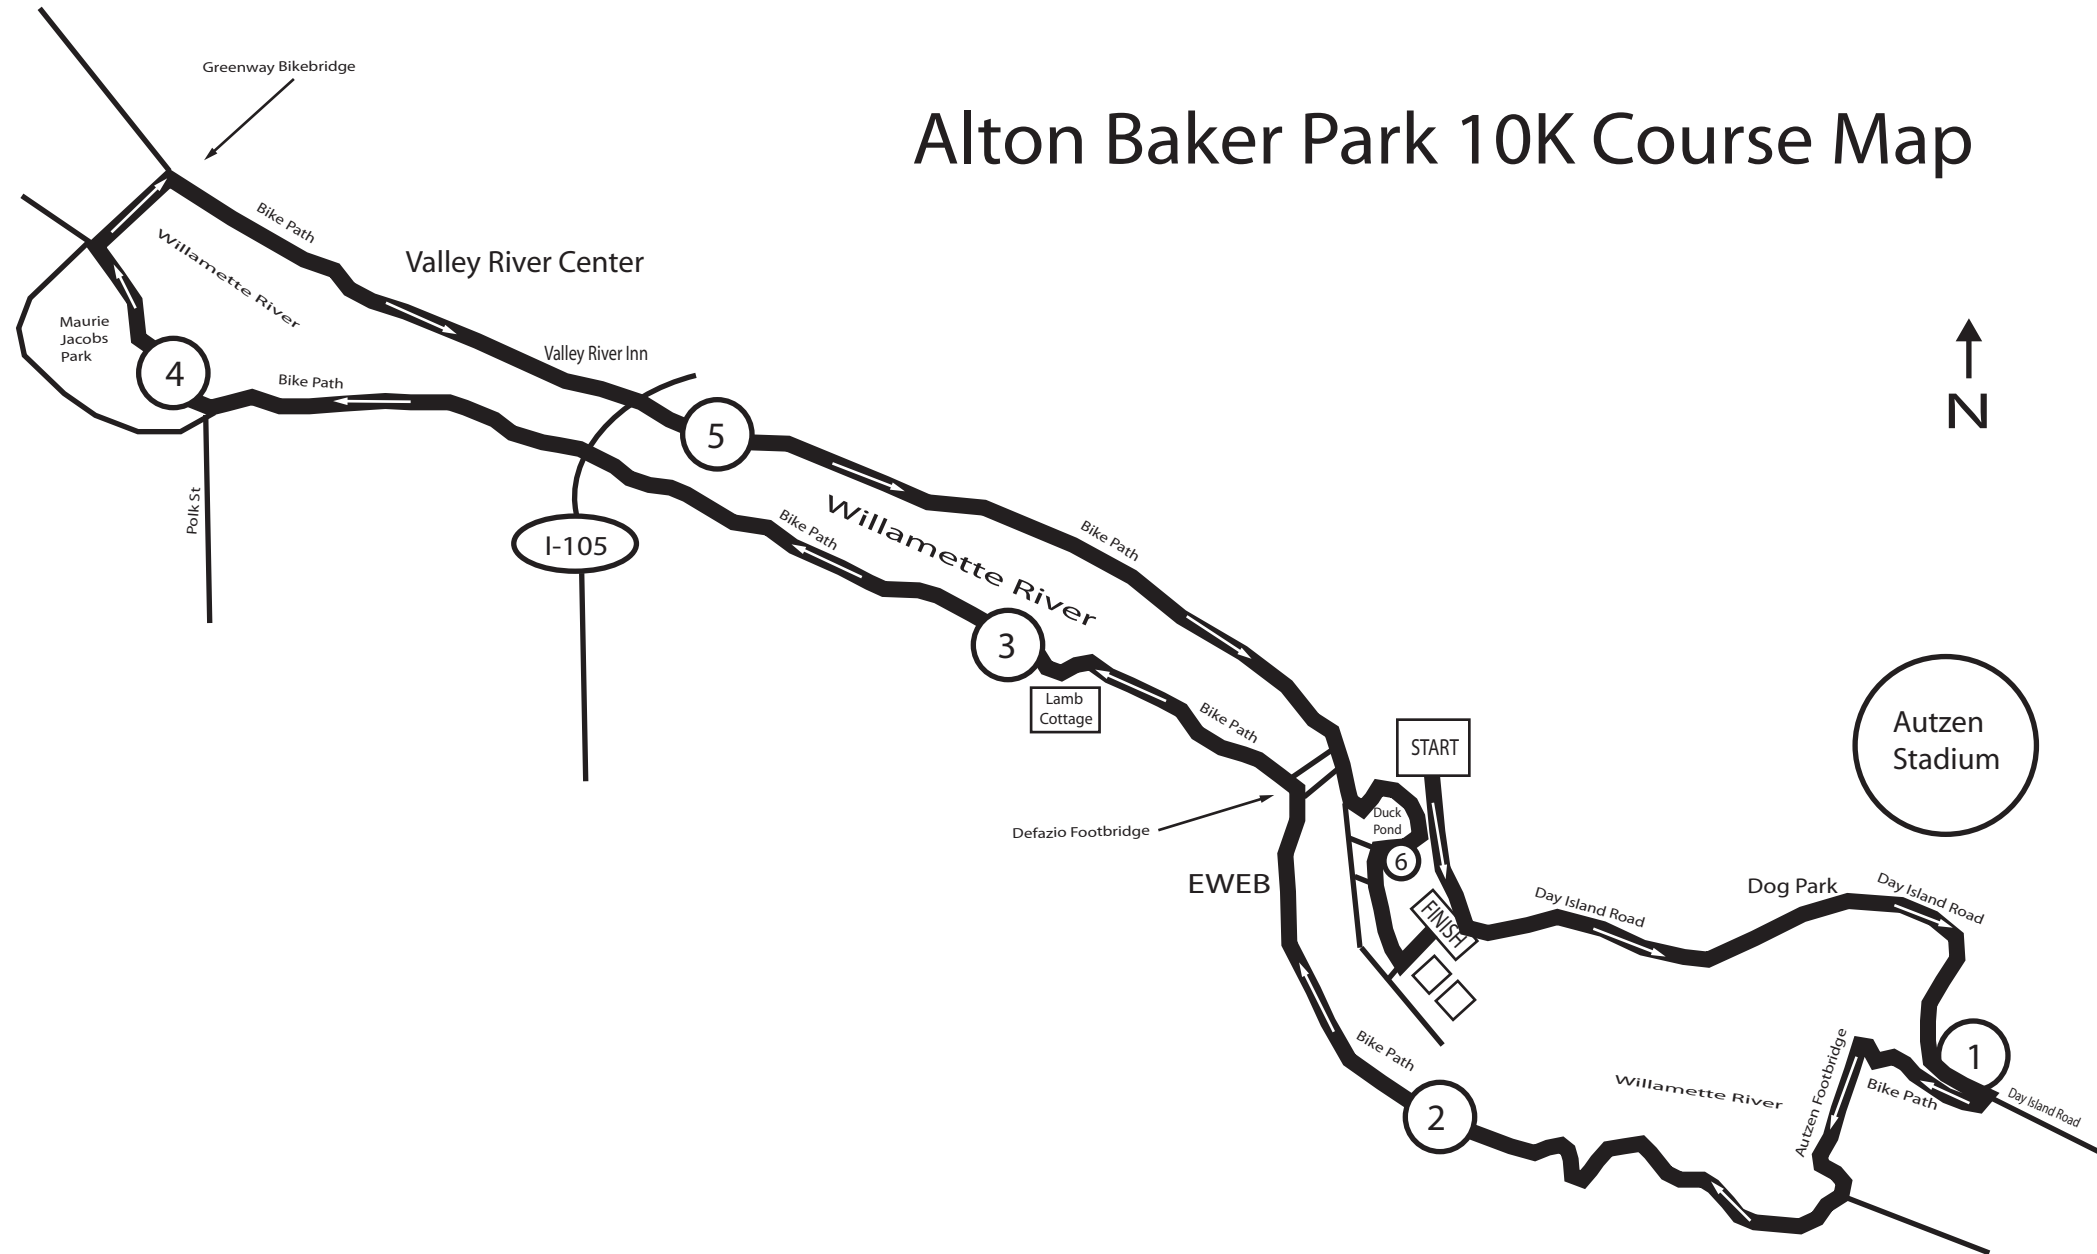 Greenway Bikebridge
Alton Baker Park 10K Course Map
Bike Path
Willamette River
Valley River Center
Maurie
Jacobs
Park
Valley River Inn
4
Bike Path
N
5
Polk St
I-105
Bike Path
Willamette River
Bike Path
3
Lamb
Cottage
Bike Path
START
Autzen
Stadium
Defazio Footbridge
Duck
Pond
6
EWEB
FINISH
Day Island Road
Dog Park
Day Island Road
Bike Path
2
Willamette River
Autzen Footbridge
1
Bike Path
Day Island Road